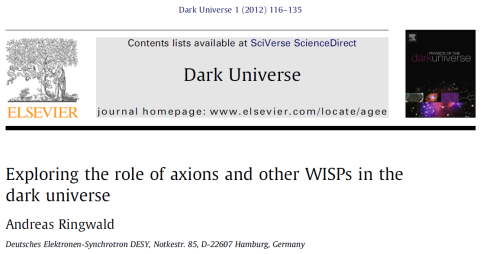 Dark Universe 1 (2012) 116–135
Contents lists available at SciVerse ScienceDirect
Dark Universe
journal homepage: www.elsevier.com/locate/agee
ELSEVIER
PHYSICS OF THE
darkuniverse
Exploring the role of axions and other WISPs in the
dark universe
Andreas Ringwald
Deutsches Elektronen-Synchrotron DESY, Notkestr. 85, D-22607 Hamburg, Germany